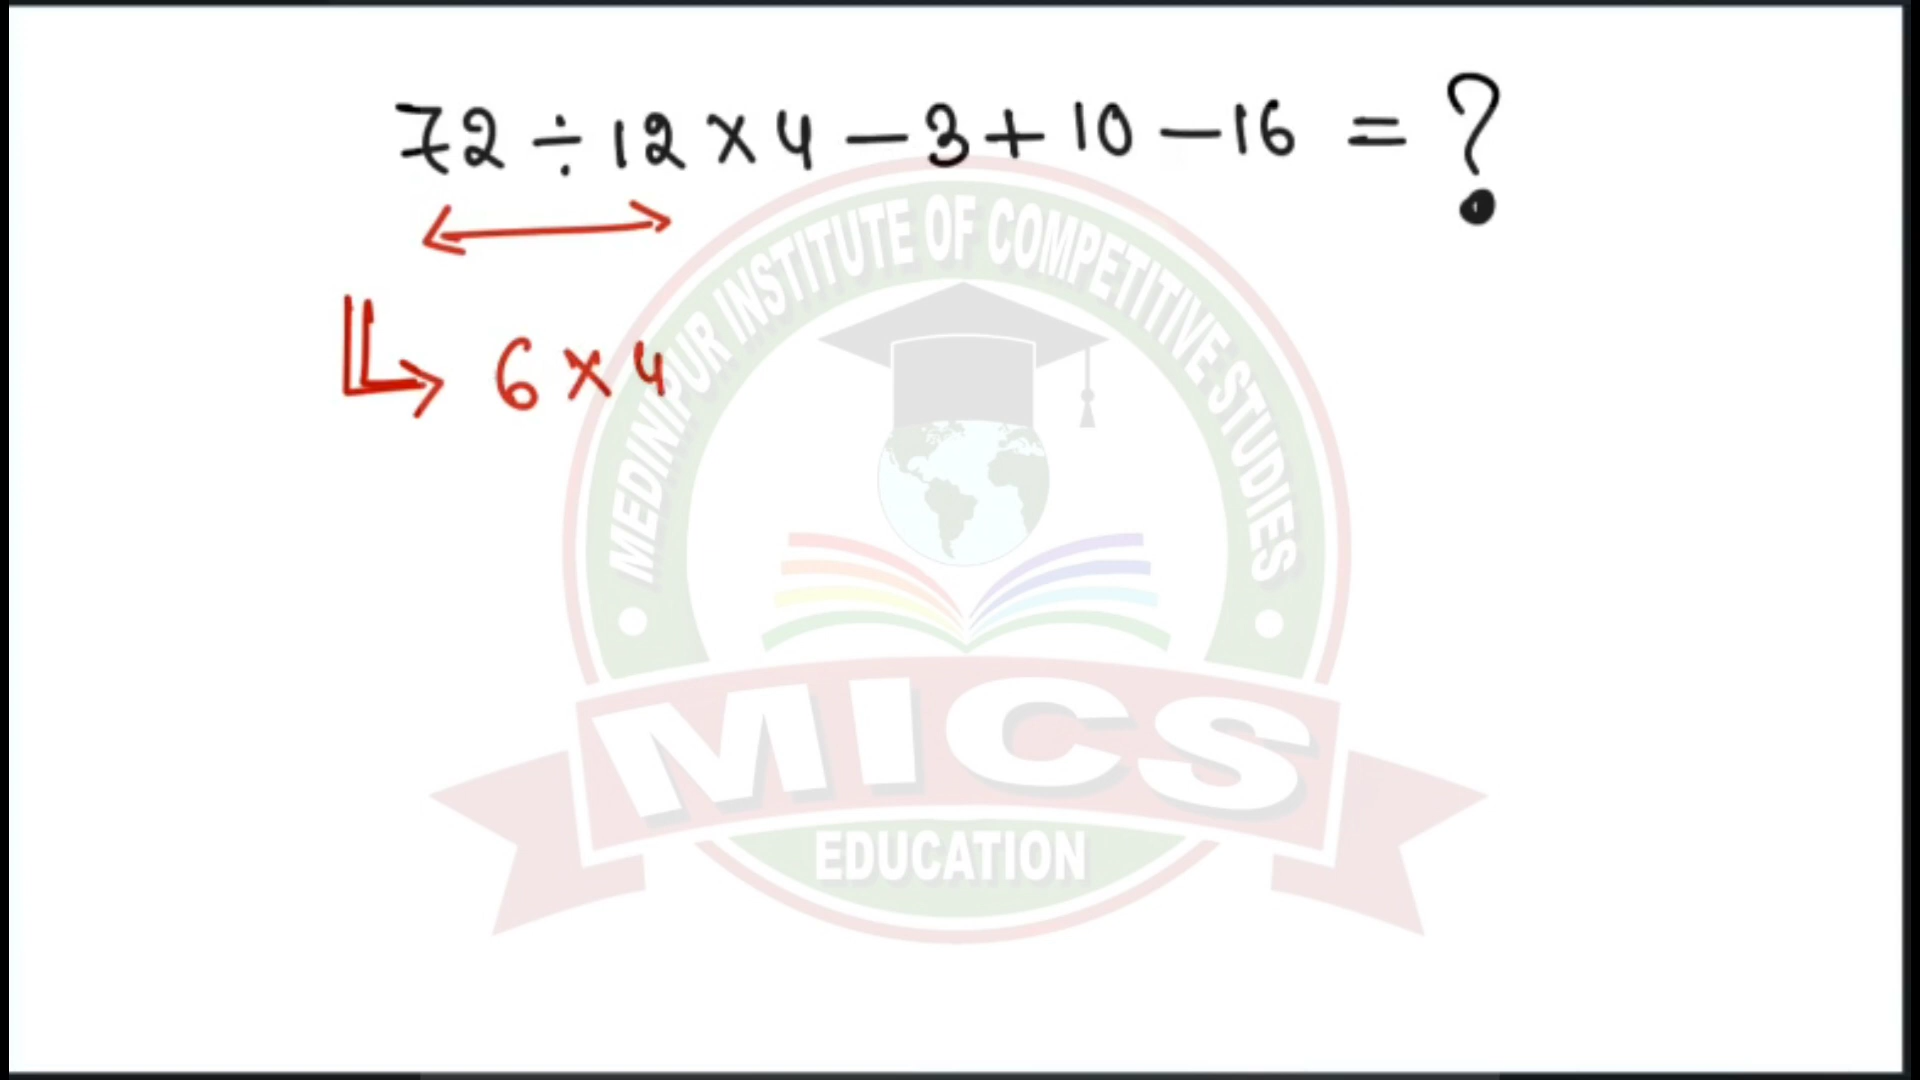 72 ÷ 12 × 4 − 3 + 10 − 16 = ?
6 × 4
MEDINIPUR INSTITUTE OF COMPETITIVE STUDIES
MICS
EDUCATION